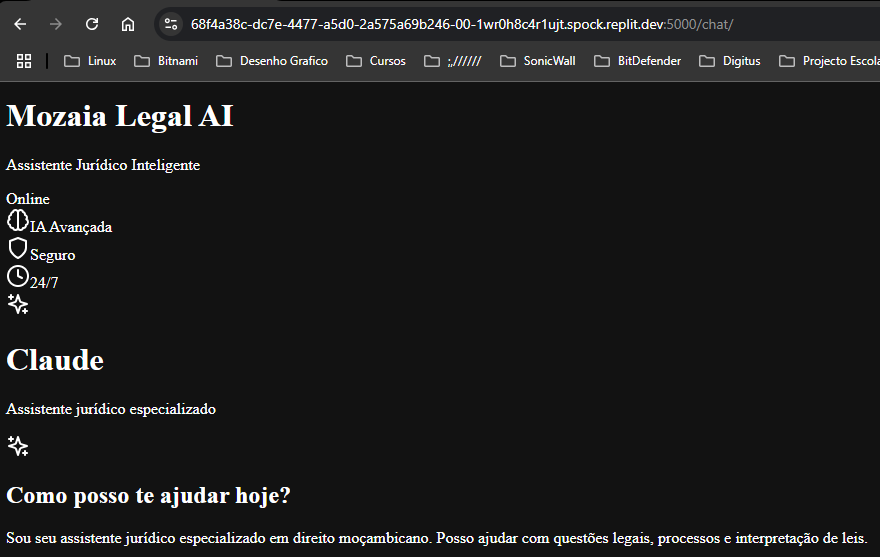 68f4a38c-dc7e-4477-a5d0-2a575a69b246-00-1wr0h8c4r1ujt.spock.replit.dev:5000/chat/
Linux Bitnami Desenho Grafico Cursos ;,////// SonicWall BitDefender Digitus Projecto Escola
Mozaia Legal AI
Assistente Jurídico Inteligente
Online
IA Avançada
Seguro
24/7
Claude
Assistente jurídico especializado
Como posso te ajudar hoje?
Sou seu assistente jurídico especializado em direito moçambicano. Posso ajudar com questões legais, processos e interpretação de leis.